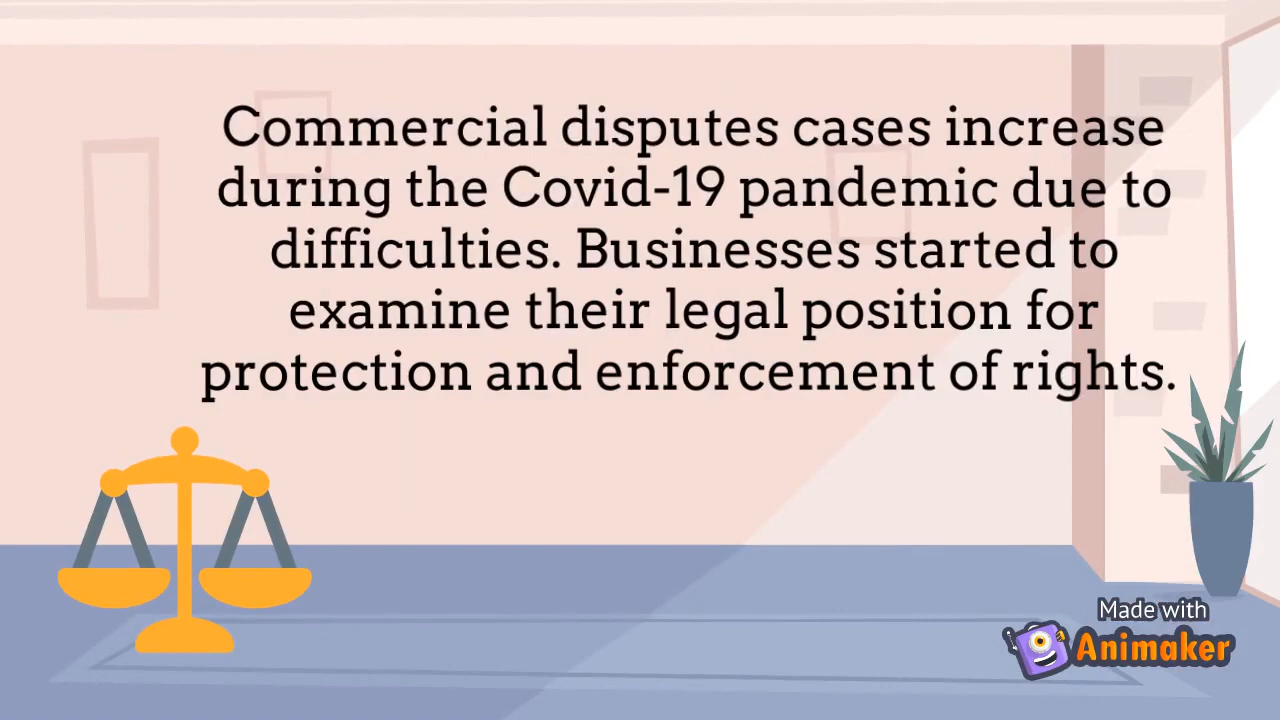 Commercial disputes cases increase
during the Covid-19 pandemic due to
difficulties. Businesses started to
examine their legal position for
protection and enforcement of rights.
Made with
Animaker